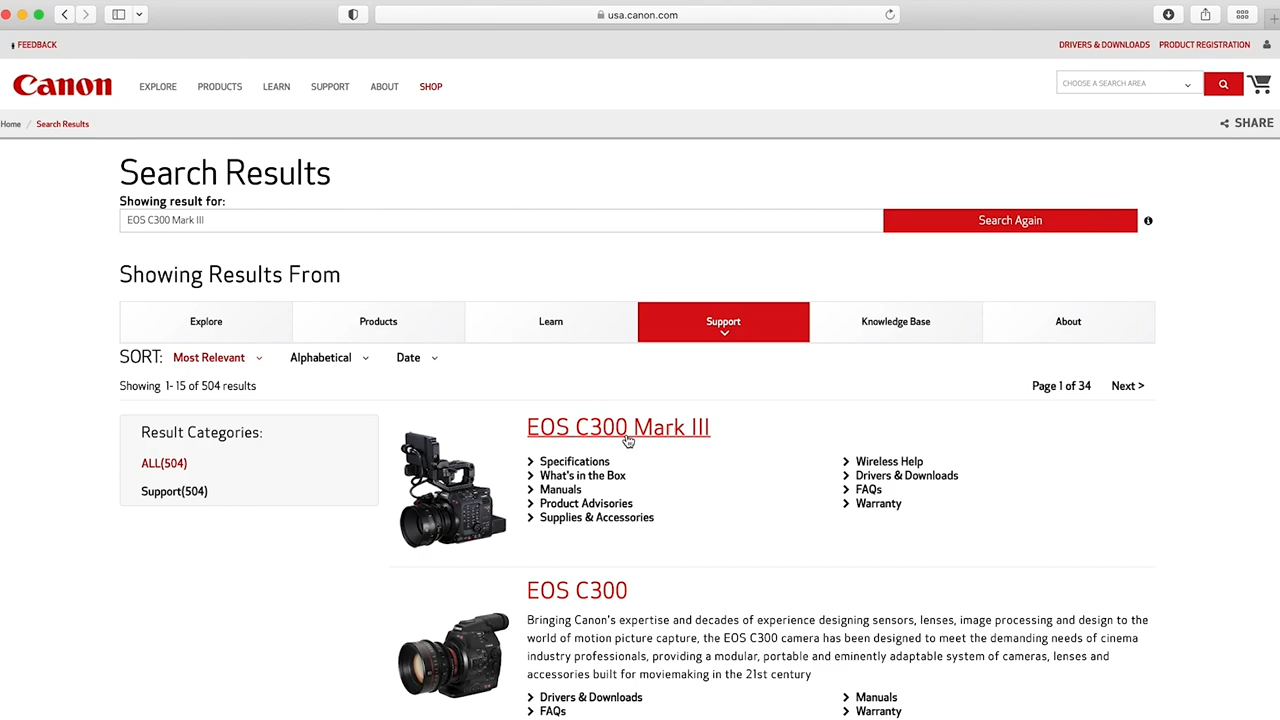 usa.canon.com
FEEDBACK
DRIVERS & DOWNLOADS PRODUCT REGISTRATION
Canon EXPLORE PRODUCTS LEARN SUPPORT ABOUT SHOP CHOOSE A SEARCH AREA
Home / Search Results SHARE
Search Results
Showing result for:
EOS C300 Mark III Search Again
Showing Results From
Explore Products Learn Support Knowledge Base About
SORT: Most Relevant Alphabetical Date
Showing 1-15 of 504 results Page 1 of 34 Next >
Result Categories:
ALL(504)
Support(504)
EOS C300 Mark III
Specifications
What's in the Box
Manuals
Product Advisories
Supplies & Accessories
Wireless Help
Drivers & Downloads
FAQs
Warranty
EOS C300
Bringing Canon's expertise and decades of experience designing sensors, lenses, image processing and design to the
world of motion picture capture, the EOS C300 camera has been designed to meet the demanding needs of cinema
industry professionals, providing a modular, portable and eminently adaptable system of cameras, lenses and
accessories built for moviemaking in the 21st century
Drivers & Downloads
FAQs
Manuals
Warranty